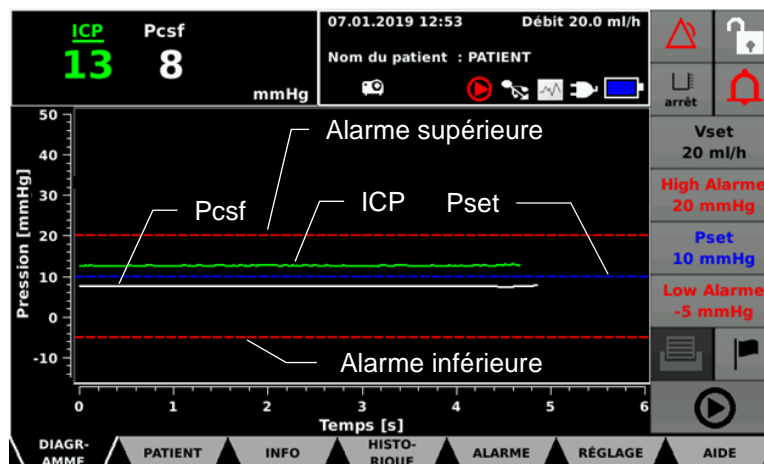 ICP Pcsf
13 8
mmHg
07.01.2019 12:53 Débit 20.0 ml/h
Nom du patient : PATIENT
arrêt
Vset
20 ml/h
High Alarme
20 mmHg
Pset
10 mmHg
Low Alarme
-5 mmHg
Pression [mmHg]
50
40
30
20
10
0
-10
Alarme supérieure
Pcsf ICP Pset
Alarme inférieure
0 1 2 3 4 5 6
Temps [s]
DIAGR-
AMME
PATIENT
INFO
HISTO-
RIQUE
ALARME
RÉGLAGE
AIDE